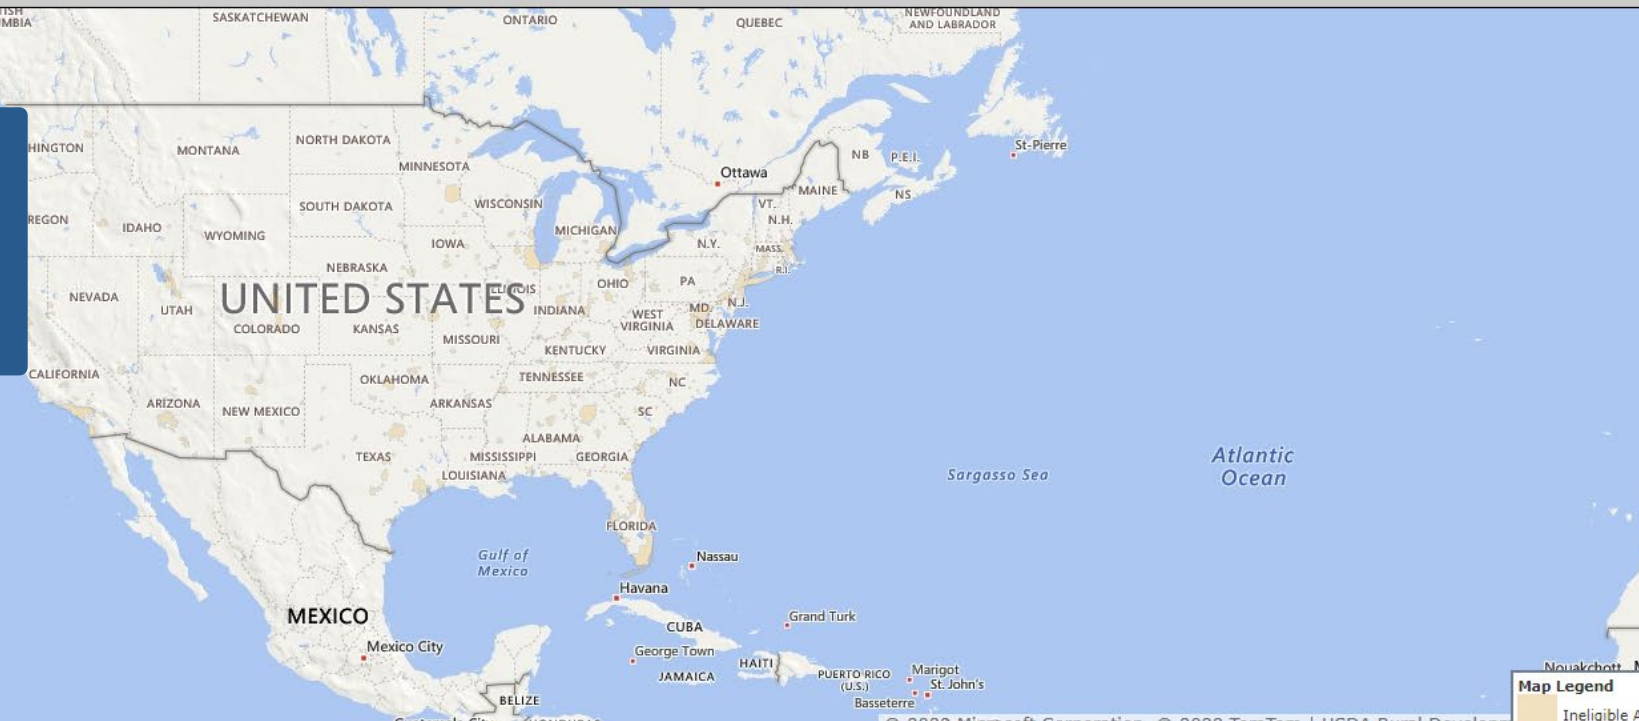 SASKATCHEWAN
ONTARIO
QUEBEC
NEWFOUNDLAND
AND LABRADOR
NORTH DAKOTA
MONTANA
MINNESOTA
Ottawa
NB
P.E.I.
St-Pierre
MAINE
NS
SOUTH DAKOTA
WISCONSIN
VT.
N.H.
IDAHO
WYOMING
MICHIGAN
IOWA
N.Y.
MASS.
R.I.
NEBRASKA
NEVADA
UTAH
UNITED STATES
OHIO
PA
INDIANA
WEST
VIRGINIA
MD.
N.J.
DELAWARE
COLORADO
KANSAS
MISSOURI
KENTUCKY
VIRGINIA
CALIFORNIA
OKLAHOMA
TENNESSEE
NC
ARIZONA
NEW MEXICO
ARKANSAS
SC
ALABAMA
TEXAS
MISSISSIPPI
GEORGIA
LOUISIANA
Sargasso Sea
Atlantic
Ocean
FLORIDA
Gulf of
Mexico
Nassau
Havana
MEXICO
CUBA
Grand Turk
Mexico City
George Town
HAITI
JAMAICA
PUERTO RICO
(U.S.)
Marigot
St. John's
Basseterre
BELIZE
Nouakchott
Map Legend
Ineligible A